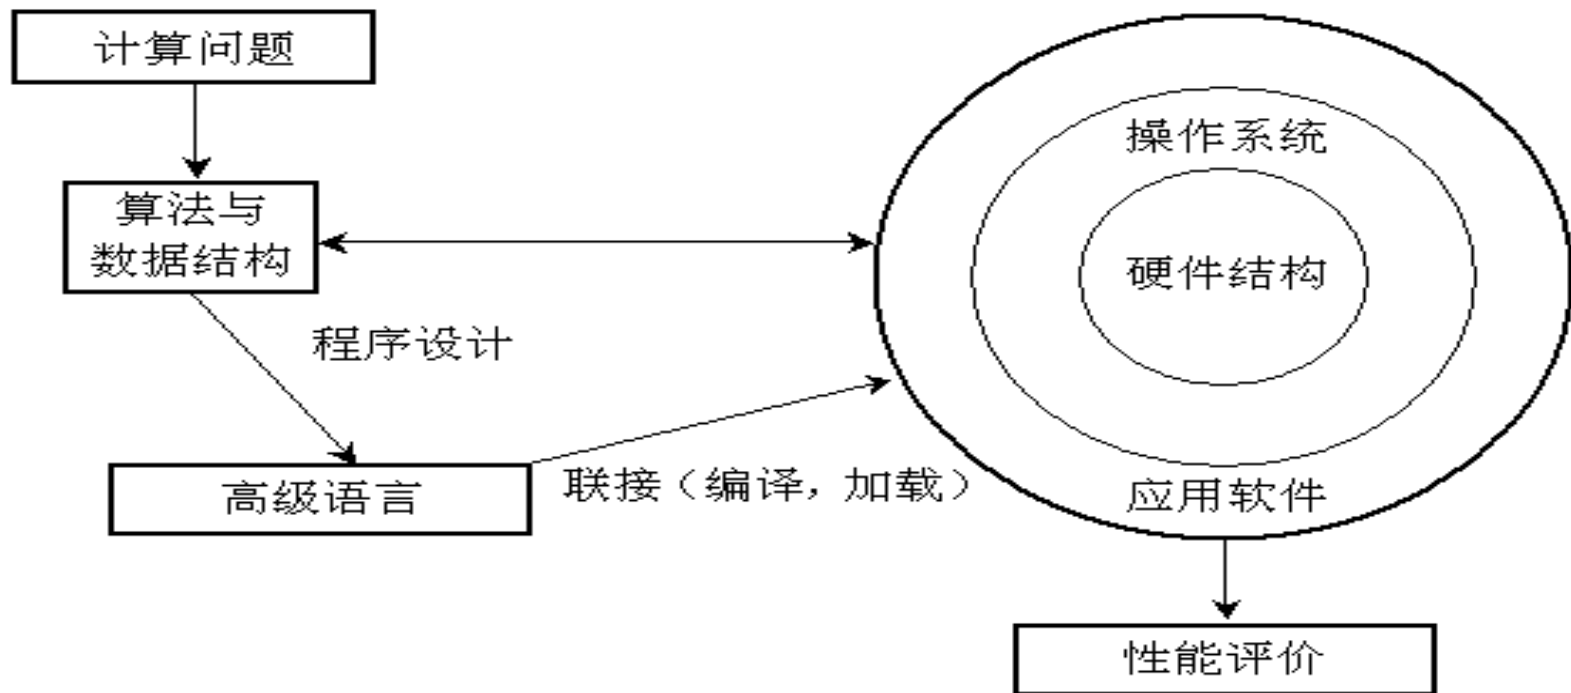 计算问题
操作系统
算法与
数据结构
硬件结构
程序设计
联接（编译，加载）
高级语言
应用软件
性能评价